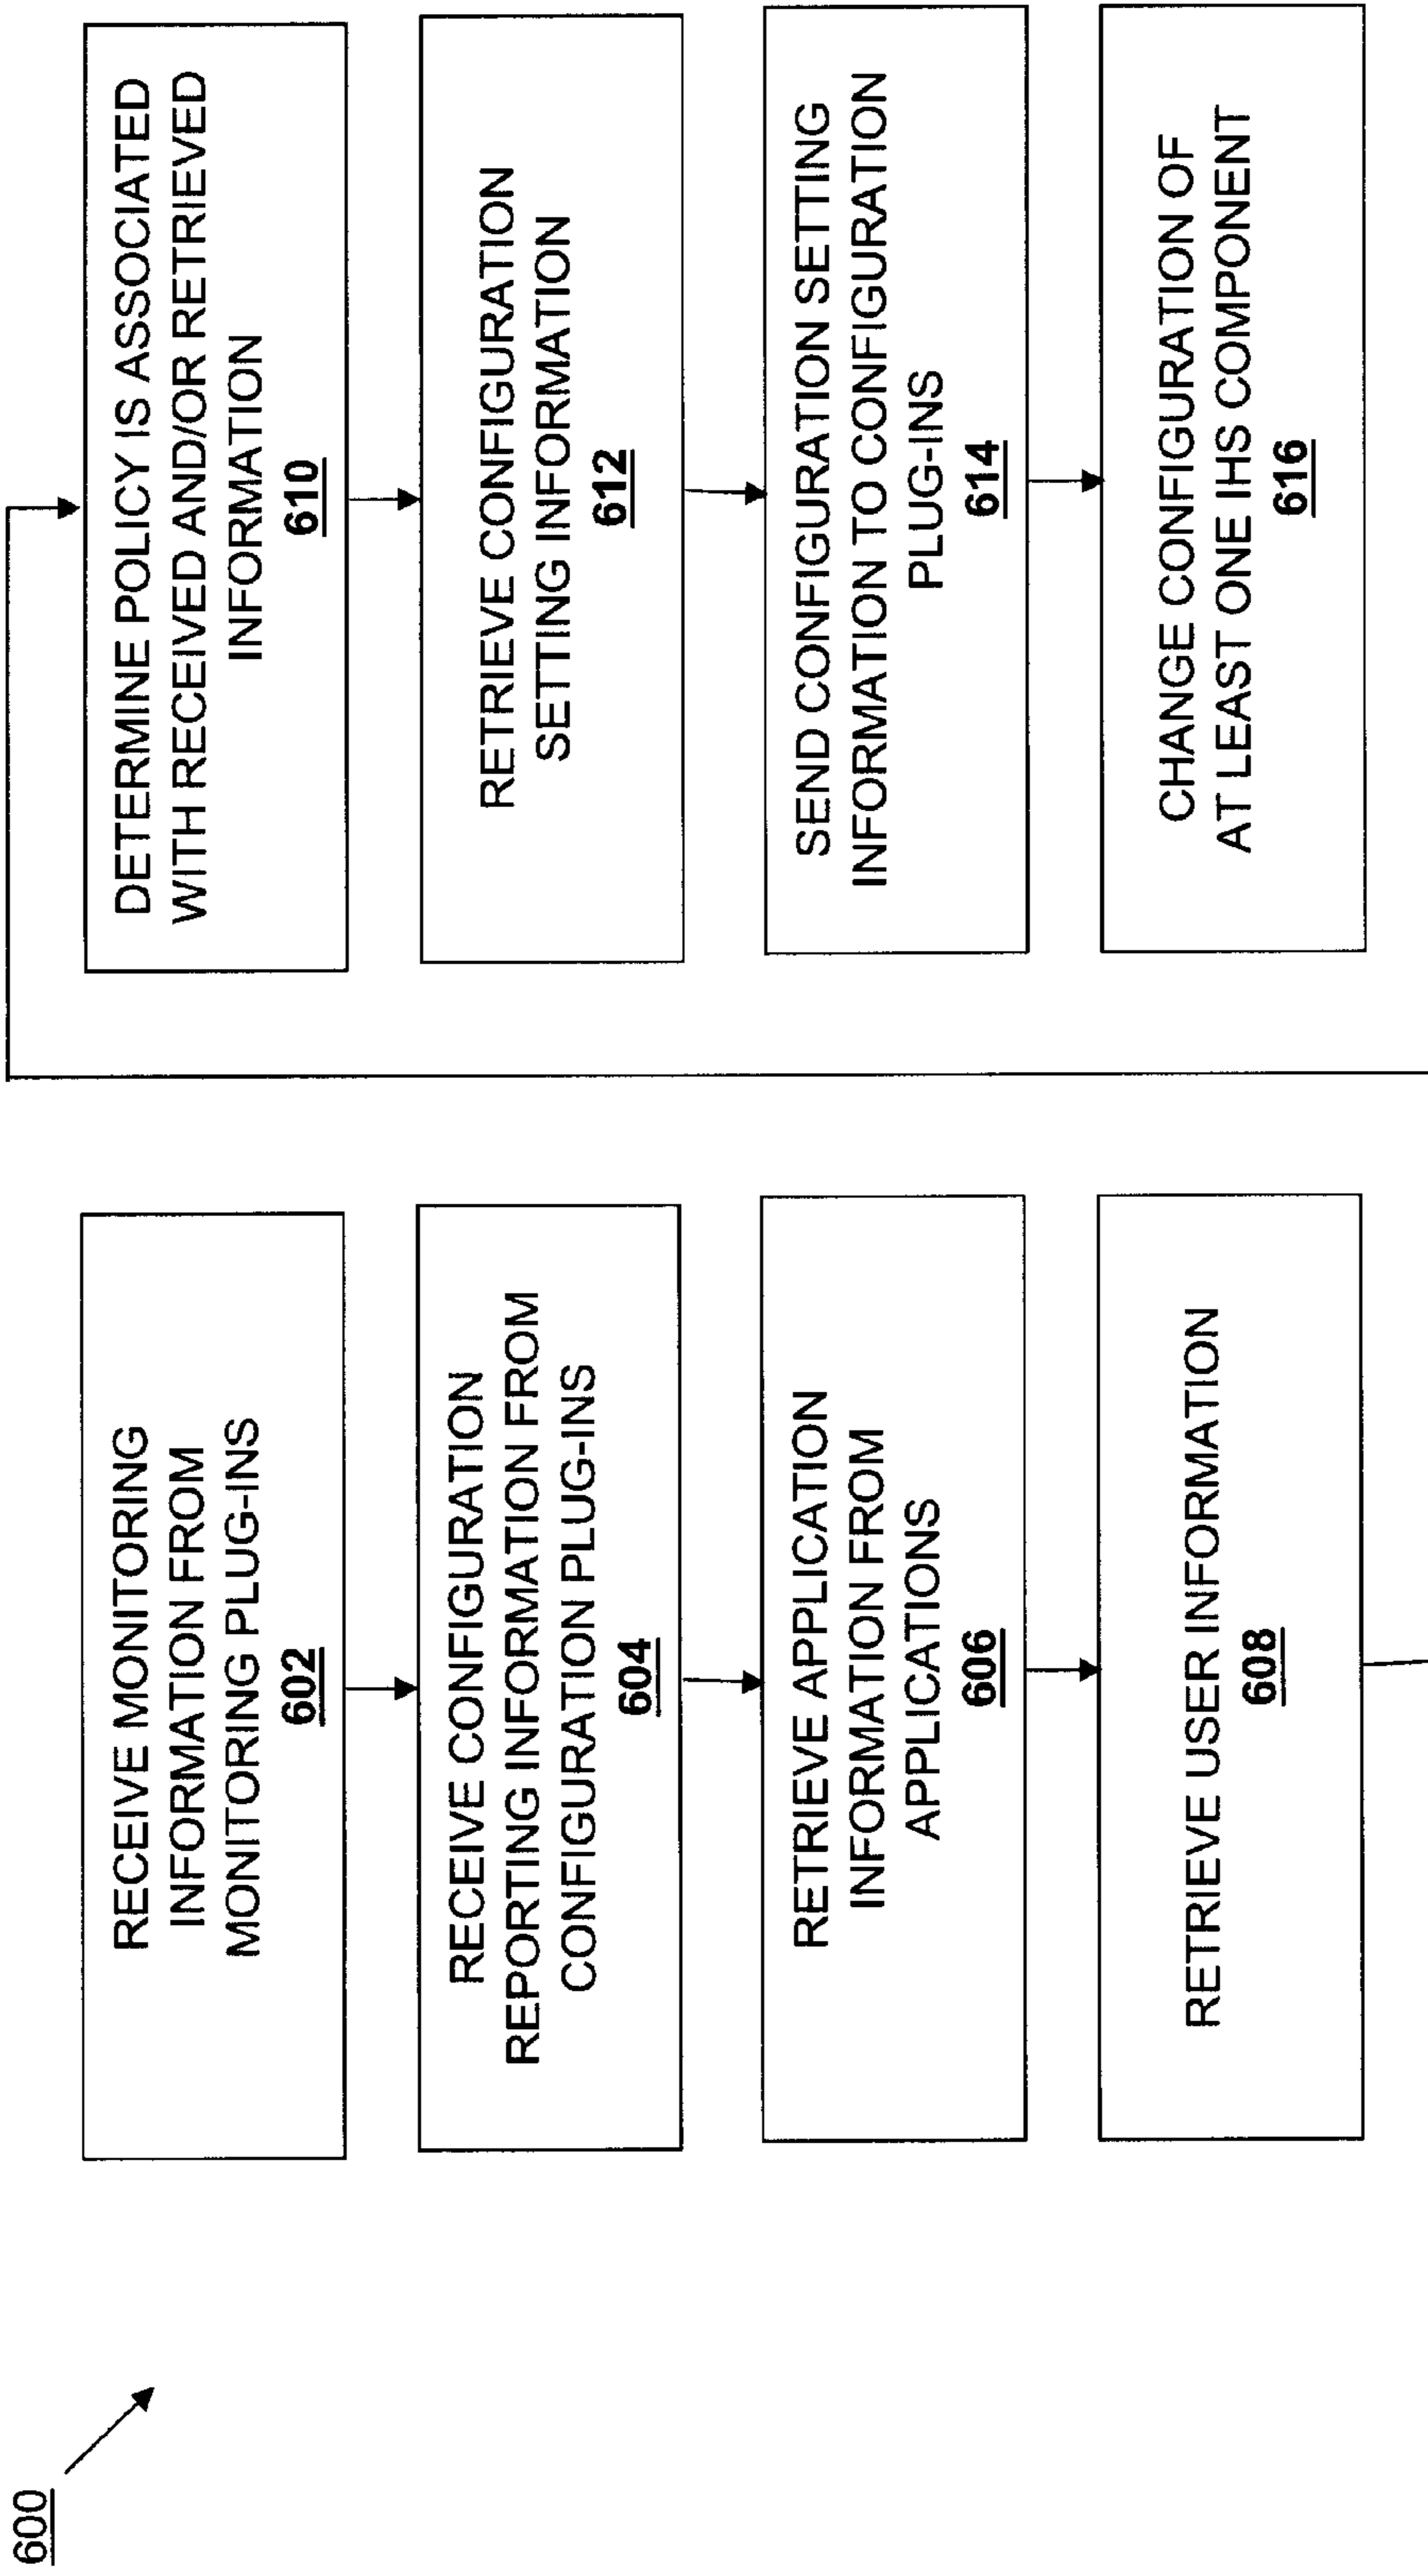 600
RECEIVE MONITORING
INFORMATION FROM
MONITORING PLUG-INS
602
RECEIVE CONFIGURATION
REPORTING INFORMATION FROM
CONFIGURATION PLUG-INS
604
RETRIEVE APPLICATION
INFORMATION FROM
APPLICATIONS
606
RETRIEVE USER INFORMATION
608
DETERMINE POLICY IS ASSOCIATED
WITH RECEIVED AND/OR RETRIEVED
INFORMATION
610
RETRIEVE CONFIGURATION
SETTING INFORMATION
612
SEND CONFIGURATION SETTING
INFORMATION TO CONFIGURATION
PLUG-INS
614
CHANGE CONFIGURATION OF
AT LEAST ONE IHS COMPONENT
616